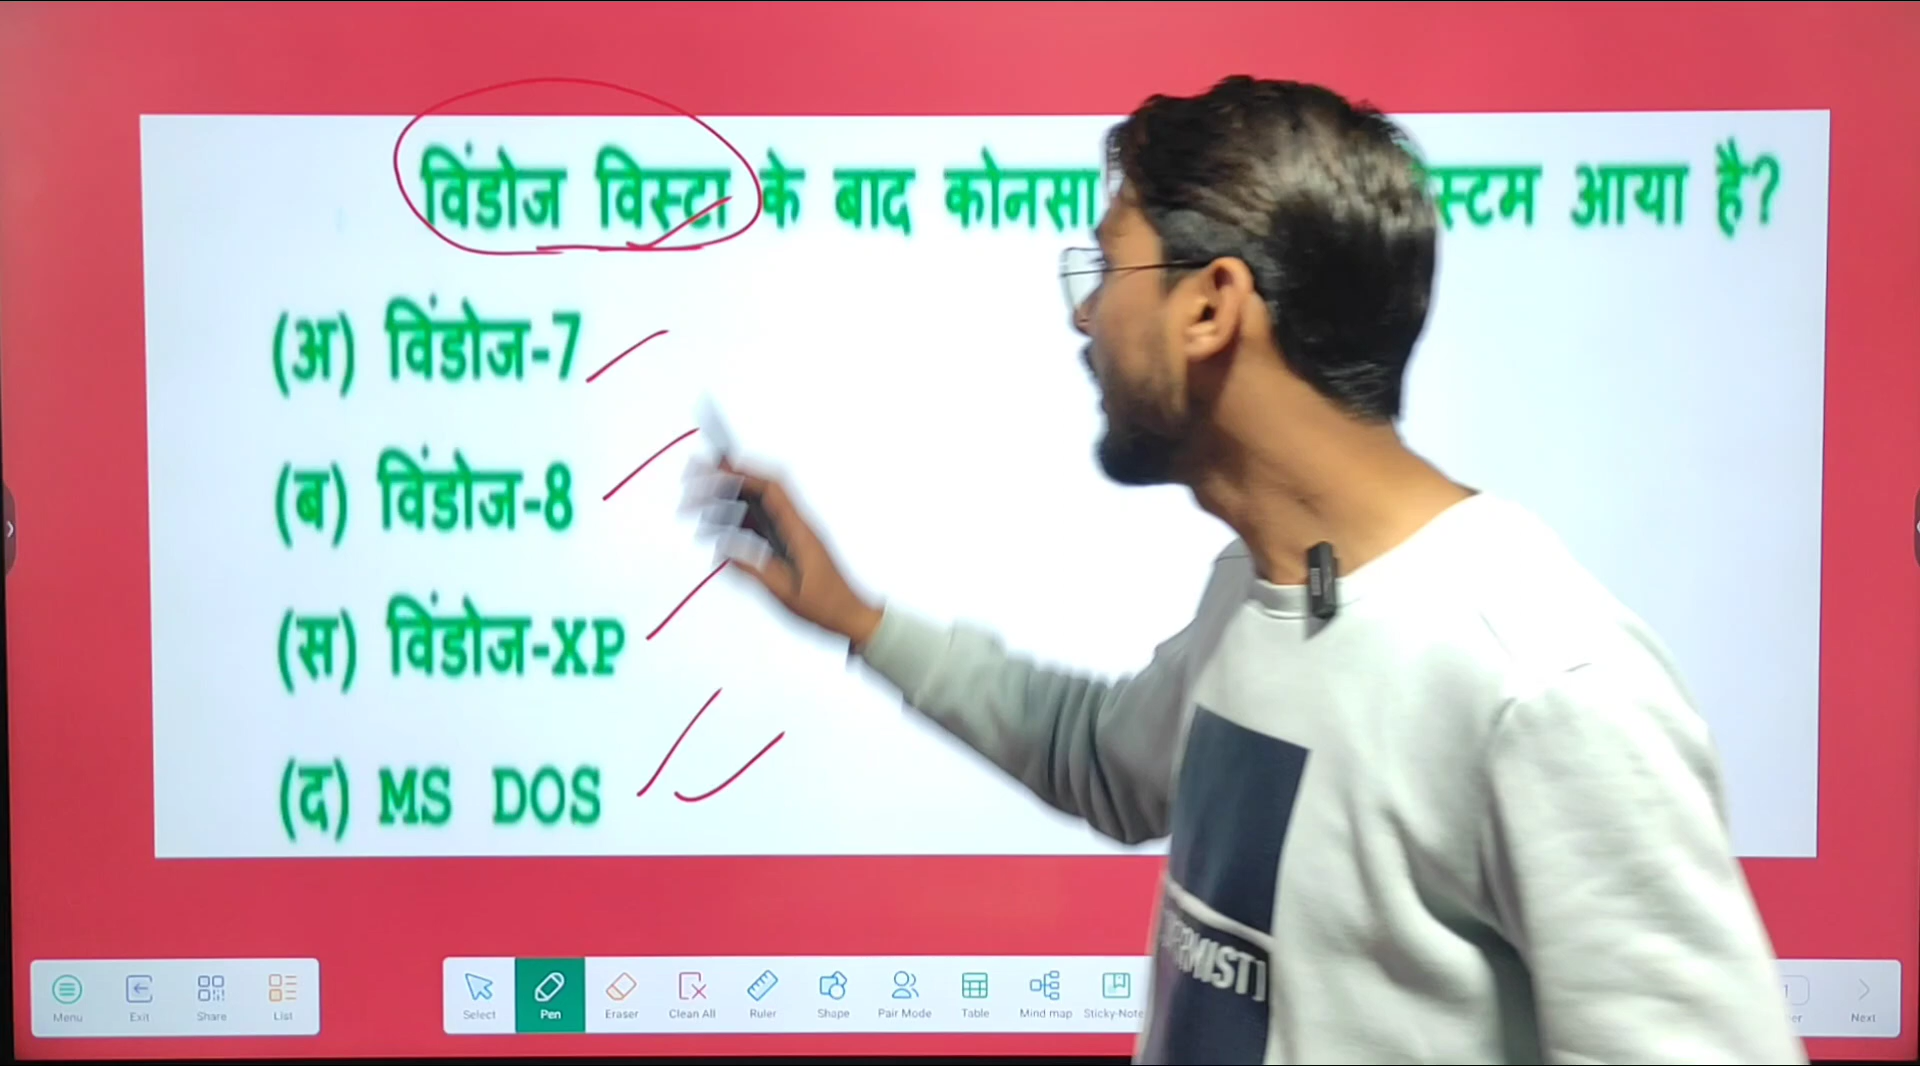 विंडोज विस्टा के बाद कोनसा स्टम आया है?
(अ) विंडोज-7
(ब) विंडोज-8
(स) विंडोज-XP
(द) MS DOS
Menu Exit Share List Select Pen Eraser Clean All Ruler Shape Pair Mode Table Mind map Sticky-Note Next